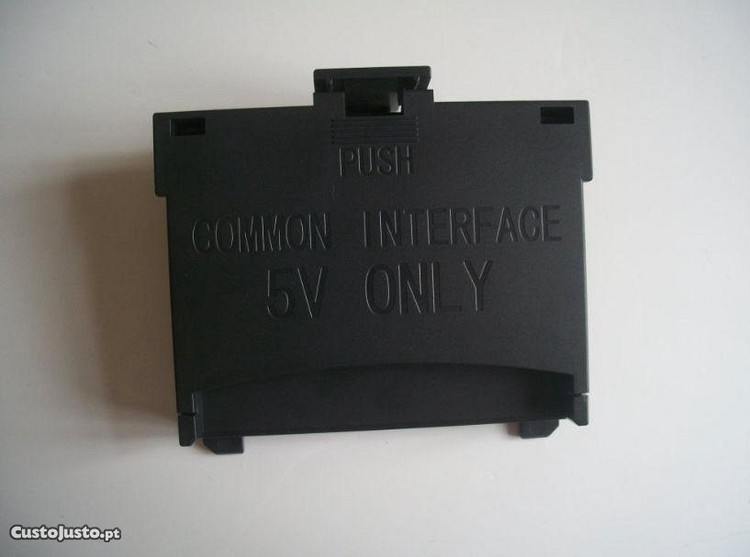 PUSH
COMMON INTERFACE
5V ONLY
CustoJusto.pt